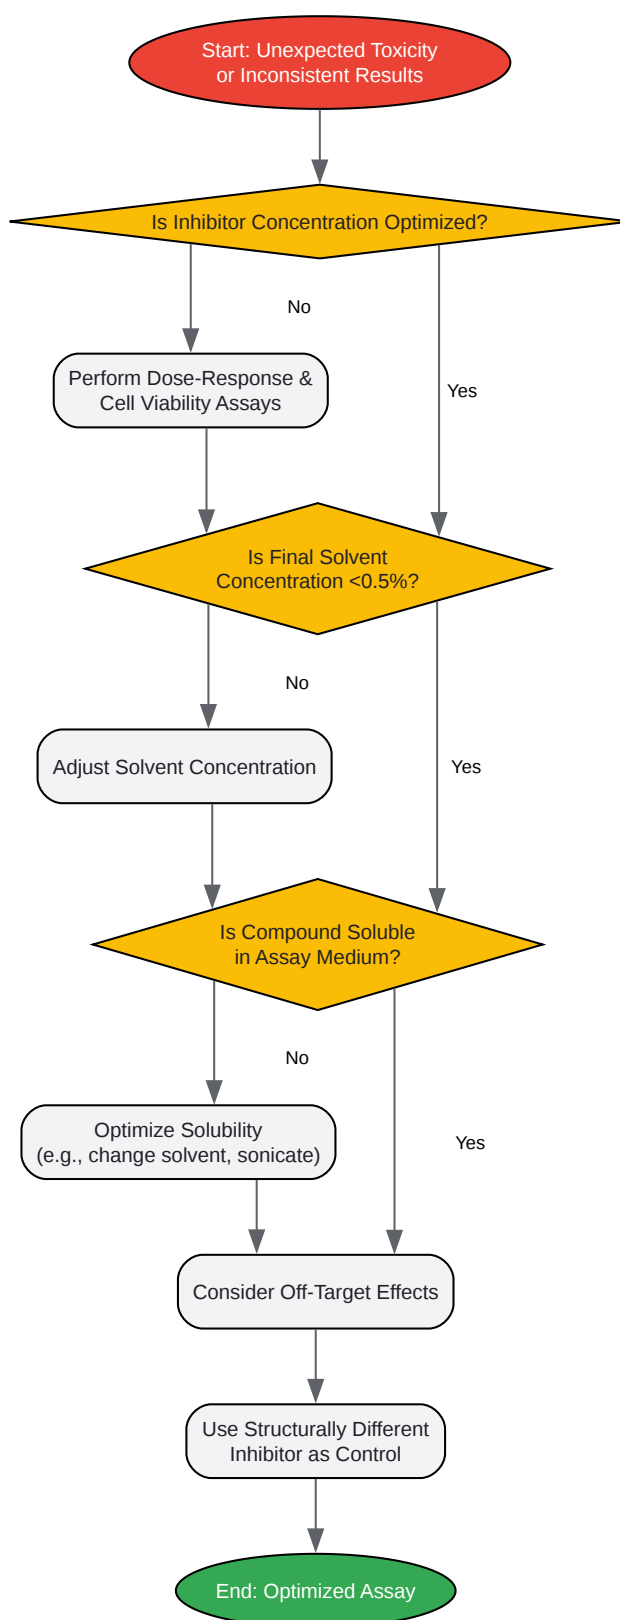 Start: Unexpected Toxicity
or Inconsistent Results
Is Inhibitor Concentration Optimized?
No
Perform Dose-Response &
Cell Viability Assays
Yes
Is Final Solvent
Concentration <0.5%?
No
Adjust Solvent Concentration
Yes
Is Compound Soluble
in Assay Medium?
No
Optimize Solubility
(e.g., change solvent, sonicate)
Yes
Consider Off-Target Effects
Use Structurally Different
Inhibitor as Control
End: Optimized Assay